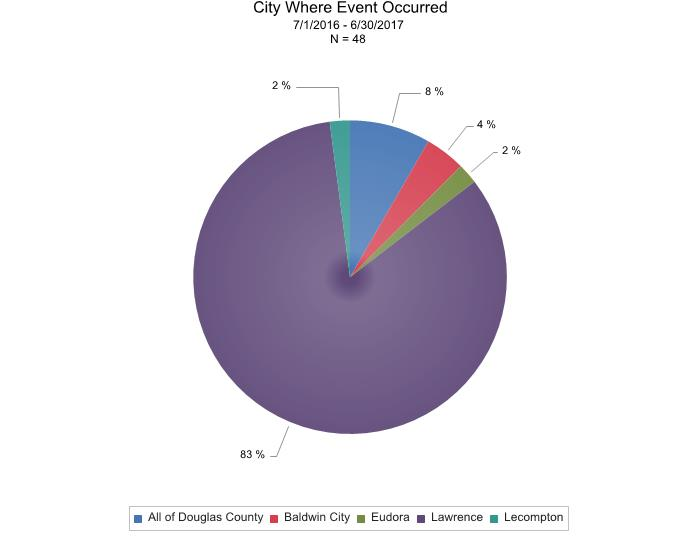 City Where Event Occurred
7/1/2016 - 6/30/2017
N = 48
2 %
8 %
4 %
2 %
83 %
All of Douglas County Baldwin City Eudora Lawrence Lecompton